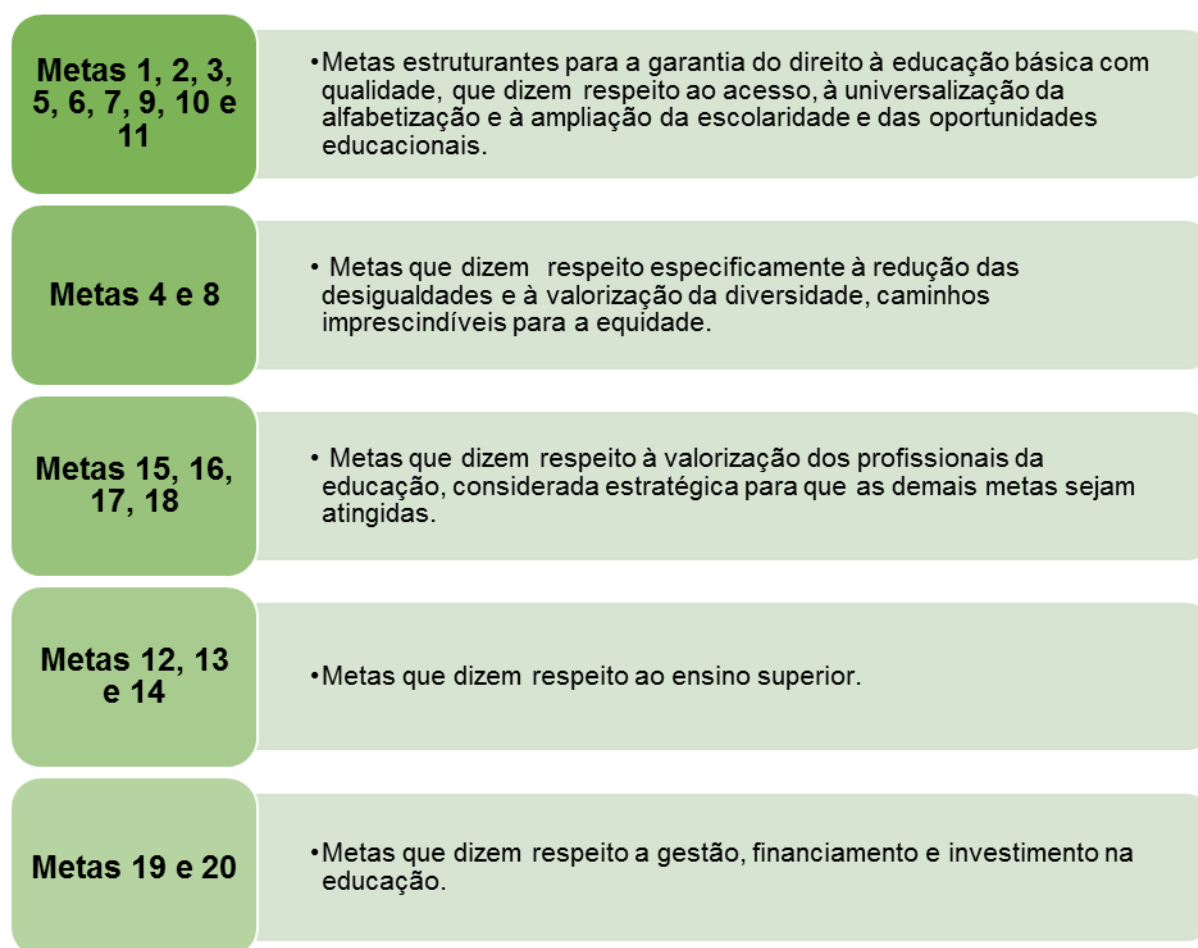 Metas 1, 2, 3,
5, 6, 7, 9, 10 e
11
•Metas estruturantes para a garantia do direito à educação básica com
qualidade, que dizem respeito ao acesso, à universalização da
alfabetização e à ampliação da escolaridade e das oportunidades
educacionais.
Metas 4 e 8
• Metas que dizem respeito especificamente à redução das
desigualdades e à valorização da diversidade, caminhos
imprescindíveis para a equidade.
Metas 15, 16,
17, 18
• Metas que dizem respeito à valorização dos profissionais da
educação, considerada estratégica para que as demais metas sejam
atingidas.
Metas 12, 13
e 14
•Metas que dizem respeito ao ensino superior.
Metas 19 e 20
•Metas que dizem respeito a gestão, financiamento e investimento na
educação.